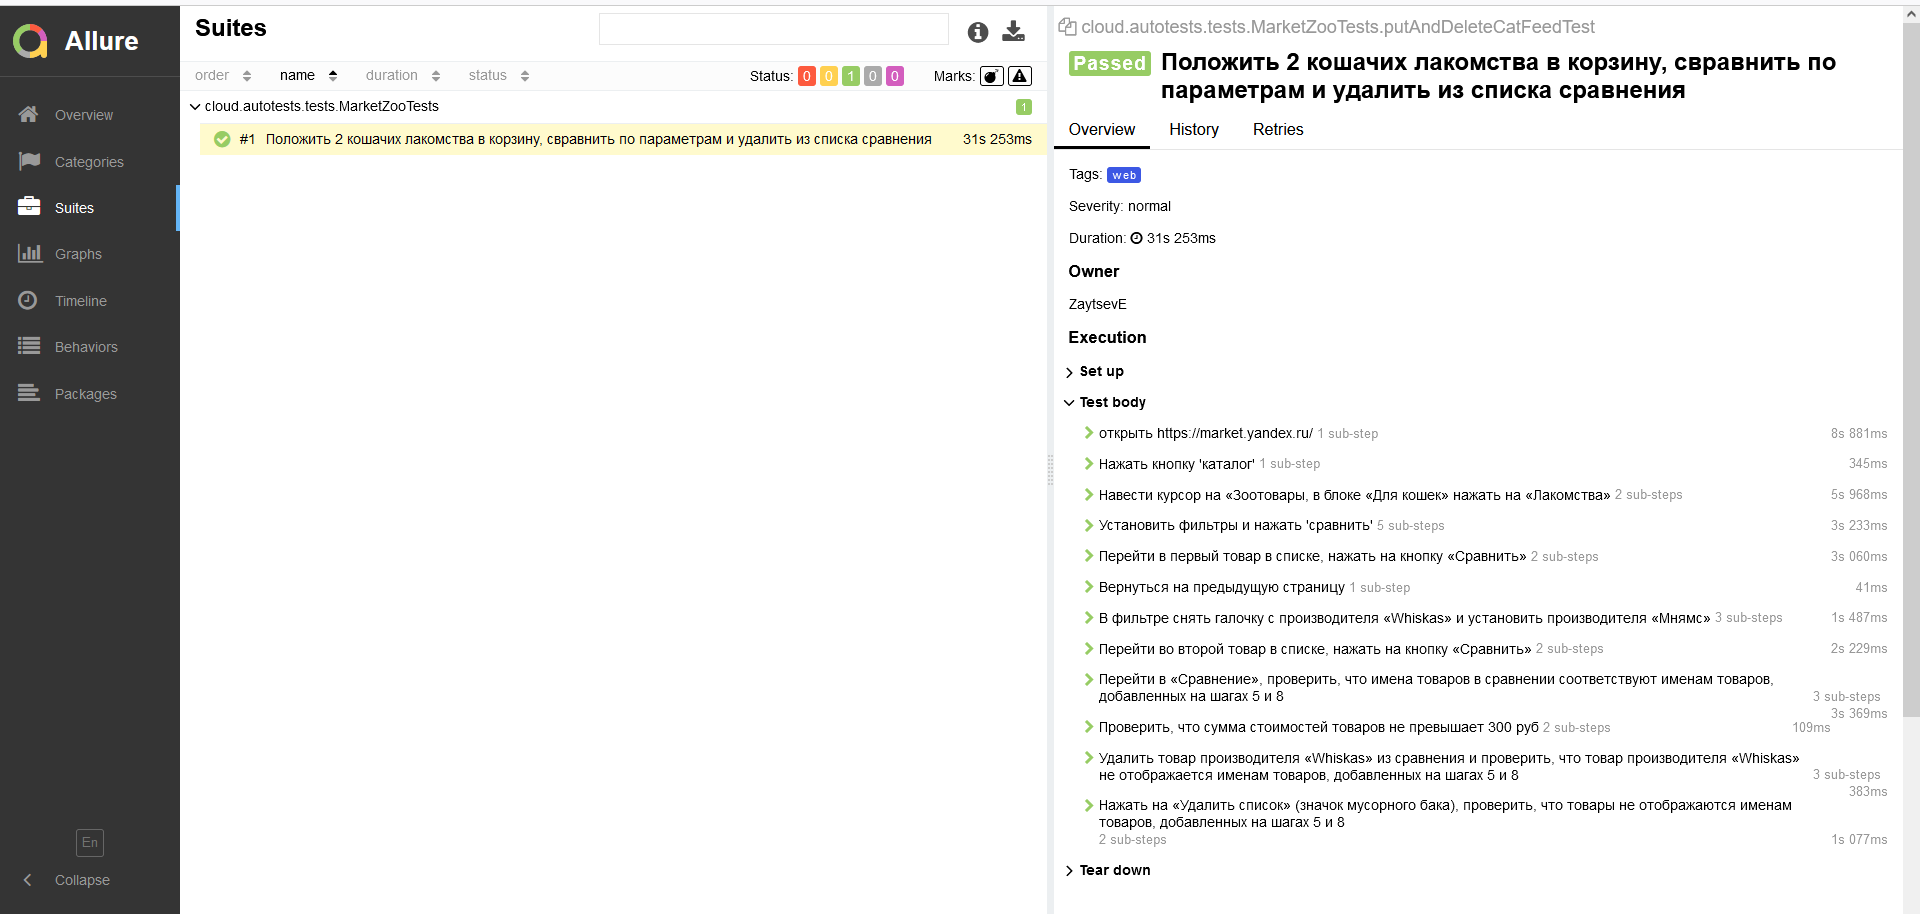 Allure
Overview
Categories
Suites
Graphs
Timeline
Behaviors
Packages
En
Collapse
Suites
order name duration status Status: 0 0 1 0 0 Marks:
cloud.autotests.tests.MarketZooTests 1
#1 Положить 2 кошачих лакомства в корзину, свравнить по параметрам и удалить из списка сравнения 31s 253ms
cloud.autotests.tests.MarketZooTests.putAndDeleteCatFeedTest
Passed Положить 2 кошачих лакомства в корзину, свравнить по
параметрам и удалить из списка сравнения
Overview History Retries
Tags: web
Severity: normal
Duration: 31s 253ms
Owner
ZaytsevE
Execution
Set up
Test body
открыть https://market.yandex.ru/ 1 sub-step 8s 881ms
Нажать кнопку 'каталог' 1 sub-step 345ms
Навести курсор на «Зоотовары, в блоке «Для кошек» нажать на «Лакомства» 2 sub-steps 5s 968ms
Установить фильтры и нажать 'сравнить' 5 sub-steps 3s 233ms
Перейти в первый товар в списке, нажать на кнопку «Сравнить» 2 sub-steps 3s 060ms
Вернуться на предыдущую страницу 1 sub-step 41ms
В фильтре снять галочку с производителя «Whiskas» и установить производителя «Мнямс» 3 sub-steps 1s 487ms
Перейти во второй товар в списке, нажать на кнопку «Сравнить» 2 sub-steps 2s 229ms
Перейти в «Сравнение», проверить, что имена товаров в сравнении соответствуют именам товаров,
добавленных на шагах 5 и 8 3 sub-steps
3s 369ms
Проверить, что сумма стоимостей товаров не превышает 300 руб 2 sub-steps 109ms
Удалить товар производителя «Whiskas» из сравнения и проверить, что товар производителя «Whiskas»
не отображается именам товаров, добавленных на шагах 5 и 8 3 sub-steps
383ms
Нажать на «Удалить список» (значок мусорного бака), проверить, что товары не отображаются именам
товаров, добавленных на шагах 5 и 8
2 sub-steps 1s 077ms
Tear down